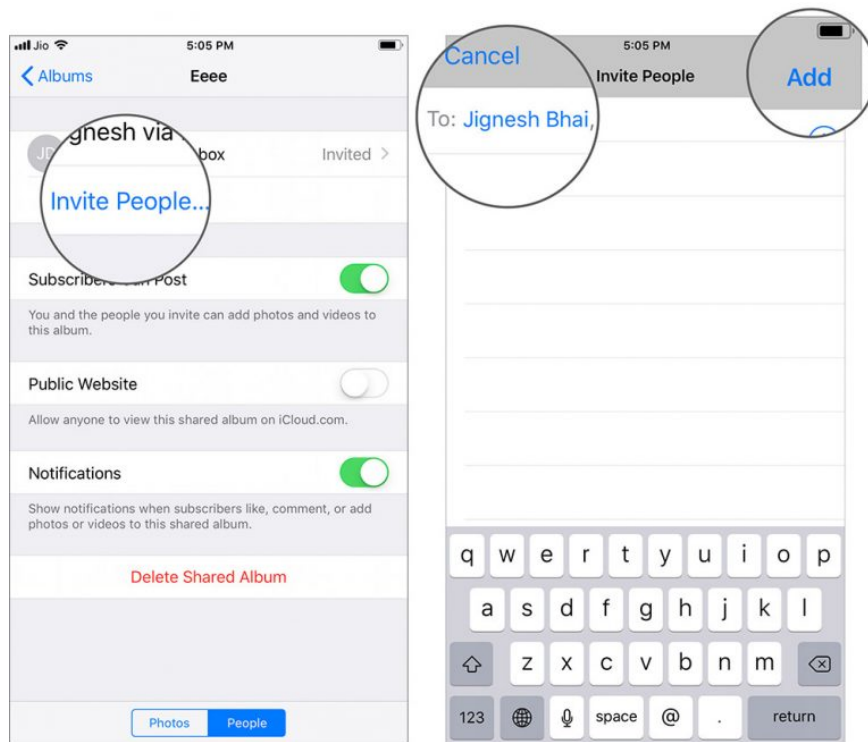 Jio
5:05 PM
Albums
Eeee
gnesh via
JD
box
Invited
Invite People...
Subscribers Can Post
You and the people you invite can add photos and videos to
this album.
Public Website
Allow anyone to view this shared album on iCloud.com.
Notifications
Show notifications when subscribers like, comment, or add
photos or videos to this shared album.
Delete Shared Album
Photos People
5:05 PM
Cancel
Invite People
Add
To: Jignesh Bhai,
q w e r t y u i o p
a s d f g h j k l
z x c v b n m
123 space @ . return